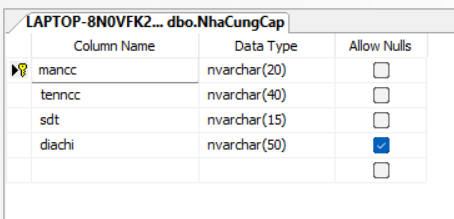 LAPTOP-8N0VFK2... dbo.NhaCungCap
Column Name Data Type Allow Nulls
mancc nvarchar(20)
tenncc nvarchar(40)
sdt nvarchar(15)
diachi nvarchar(50)